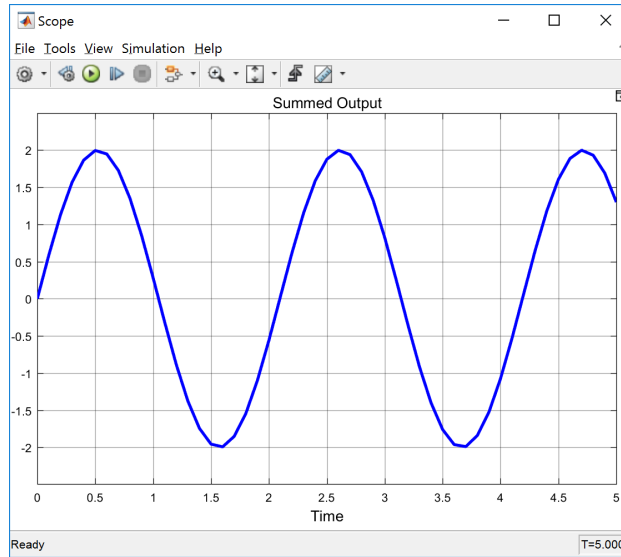 Scope
File Tools View Simulation Help
Summed Output
2
1.5
1
0.5
0
-0.5
-1
-1.5
-2
0 0.5 1 1.5 2 2.5 3 3.5 4 4.5 5
Time
Ready T=5.000